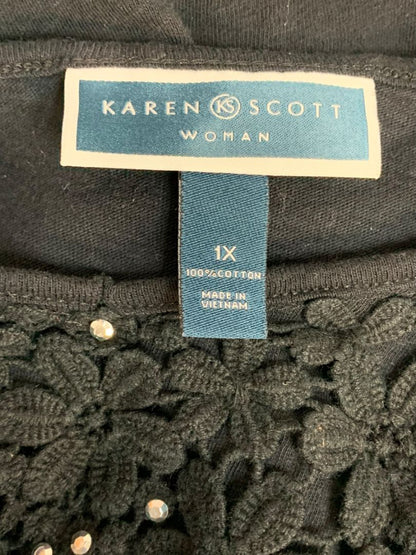 KAREN KS SCOTT
WOMAN
1X
100% COTTON
MADE IN
VIETNAM